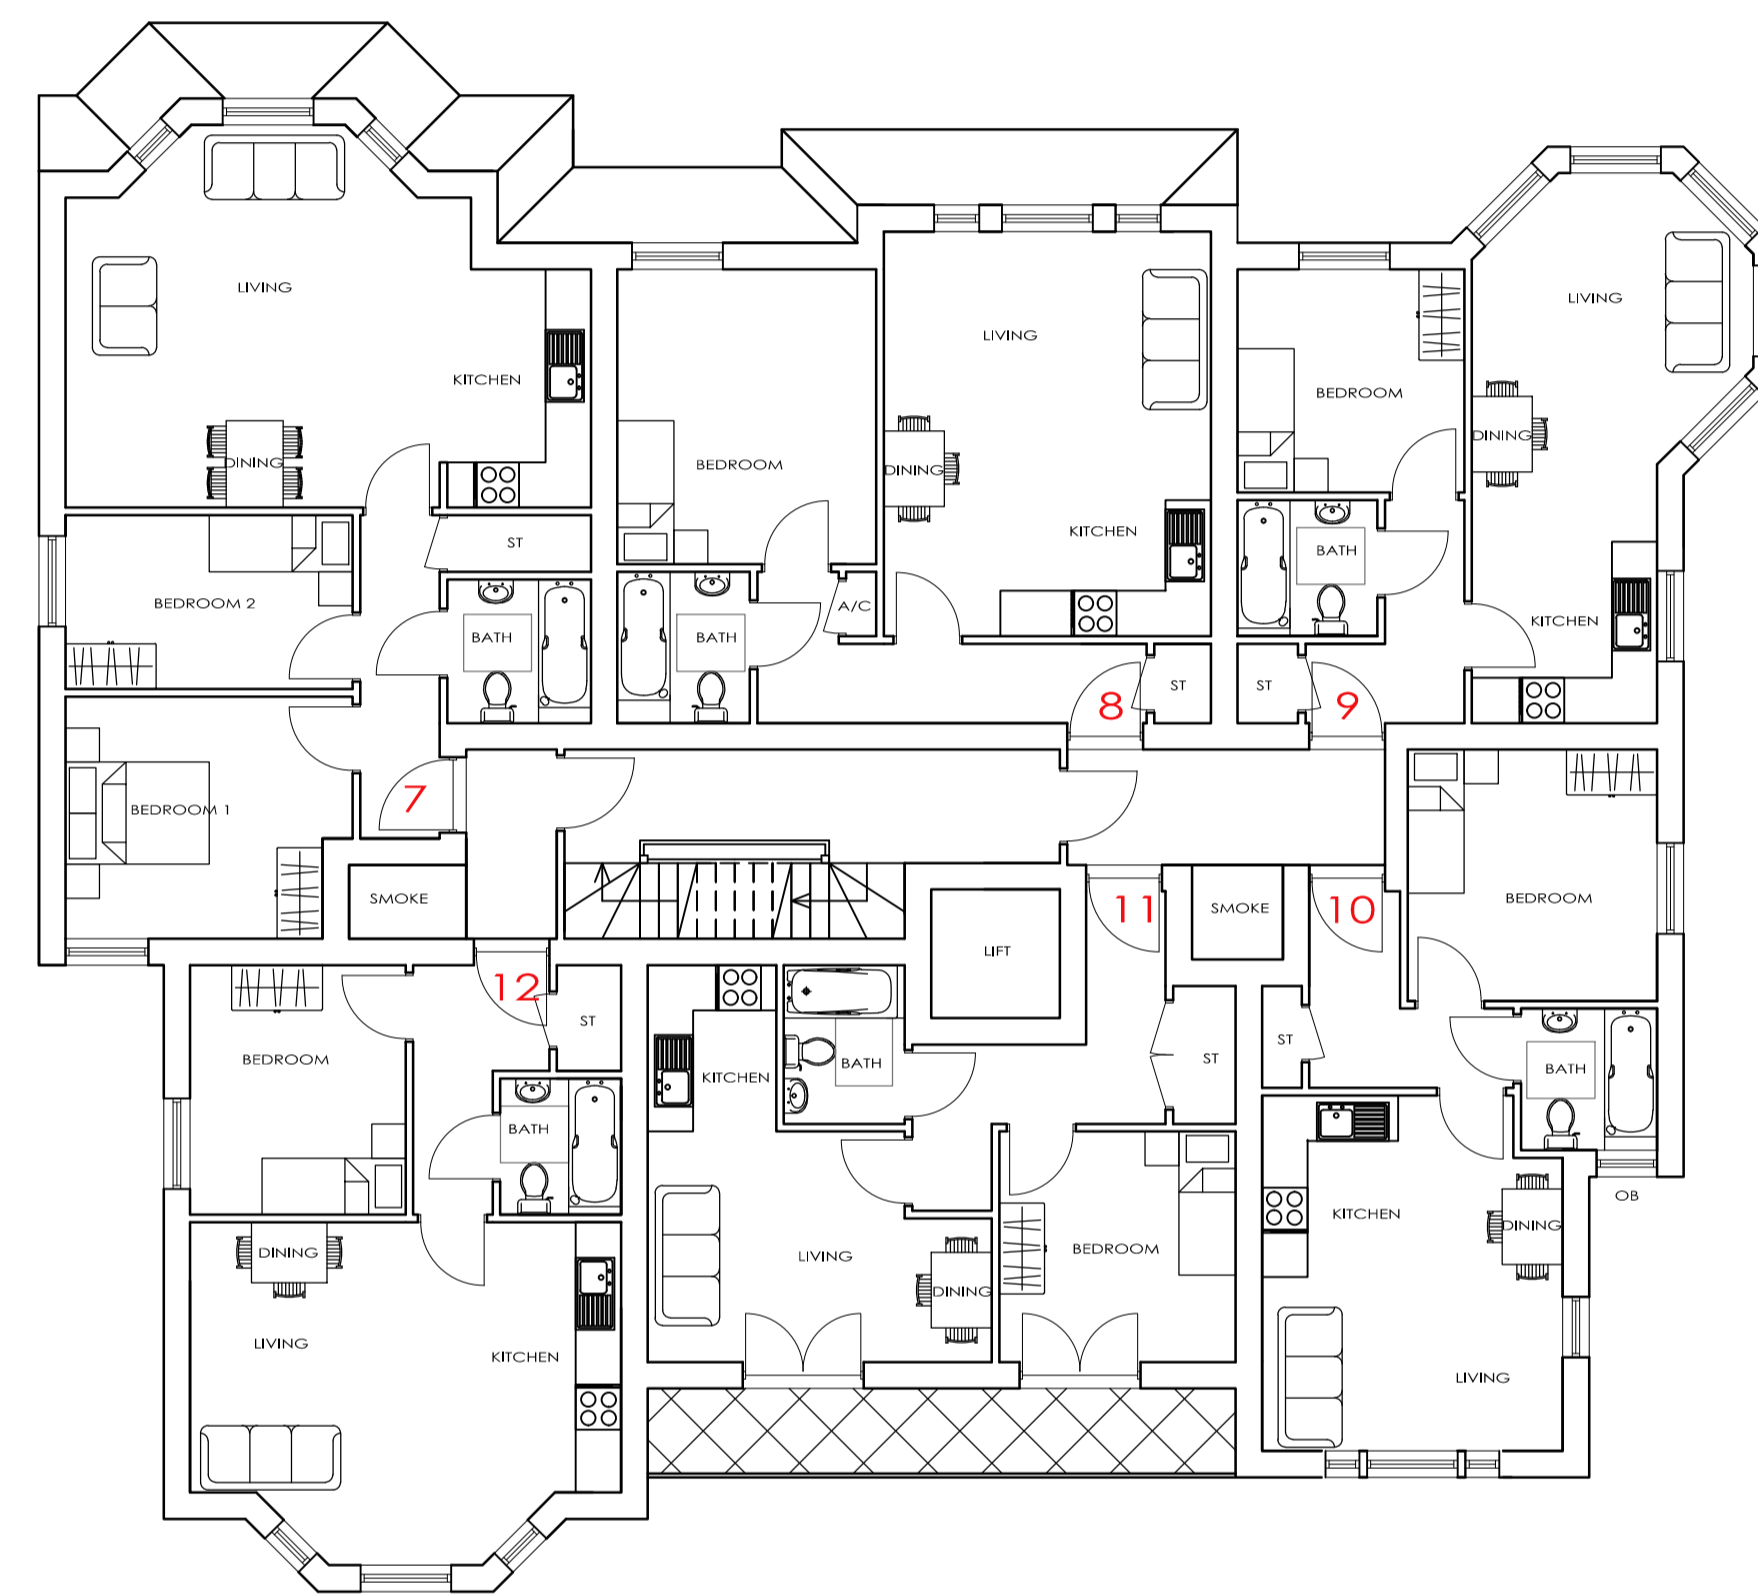 LIVING
KITCHEN
DINING
ST
BEDROOM 2
BATH
BEDROOM 1
7
SMOKE
BEDROOM
BATH
A/C
LIVING
DINING
KITCHEN
8
ST
BEDROOM
BATH
ST
9
LIVING
DINING
KITCHEN
BEDROOM
10
SMOKE
11
LIFT
ST
BATH
OB
KITCHEN
DINING
LIVING
KITCHEN
BATH
ST
LIVING
DINING
BEDROOM
12
ST
BEDROOM
BATH
DINING
LIVING
KITCHEN